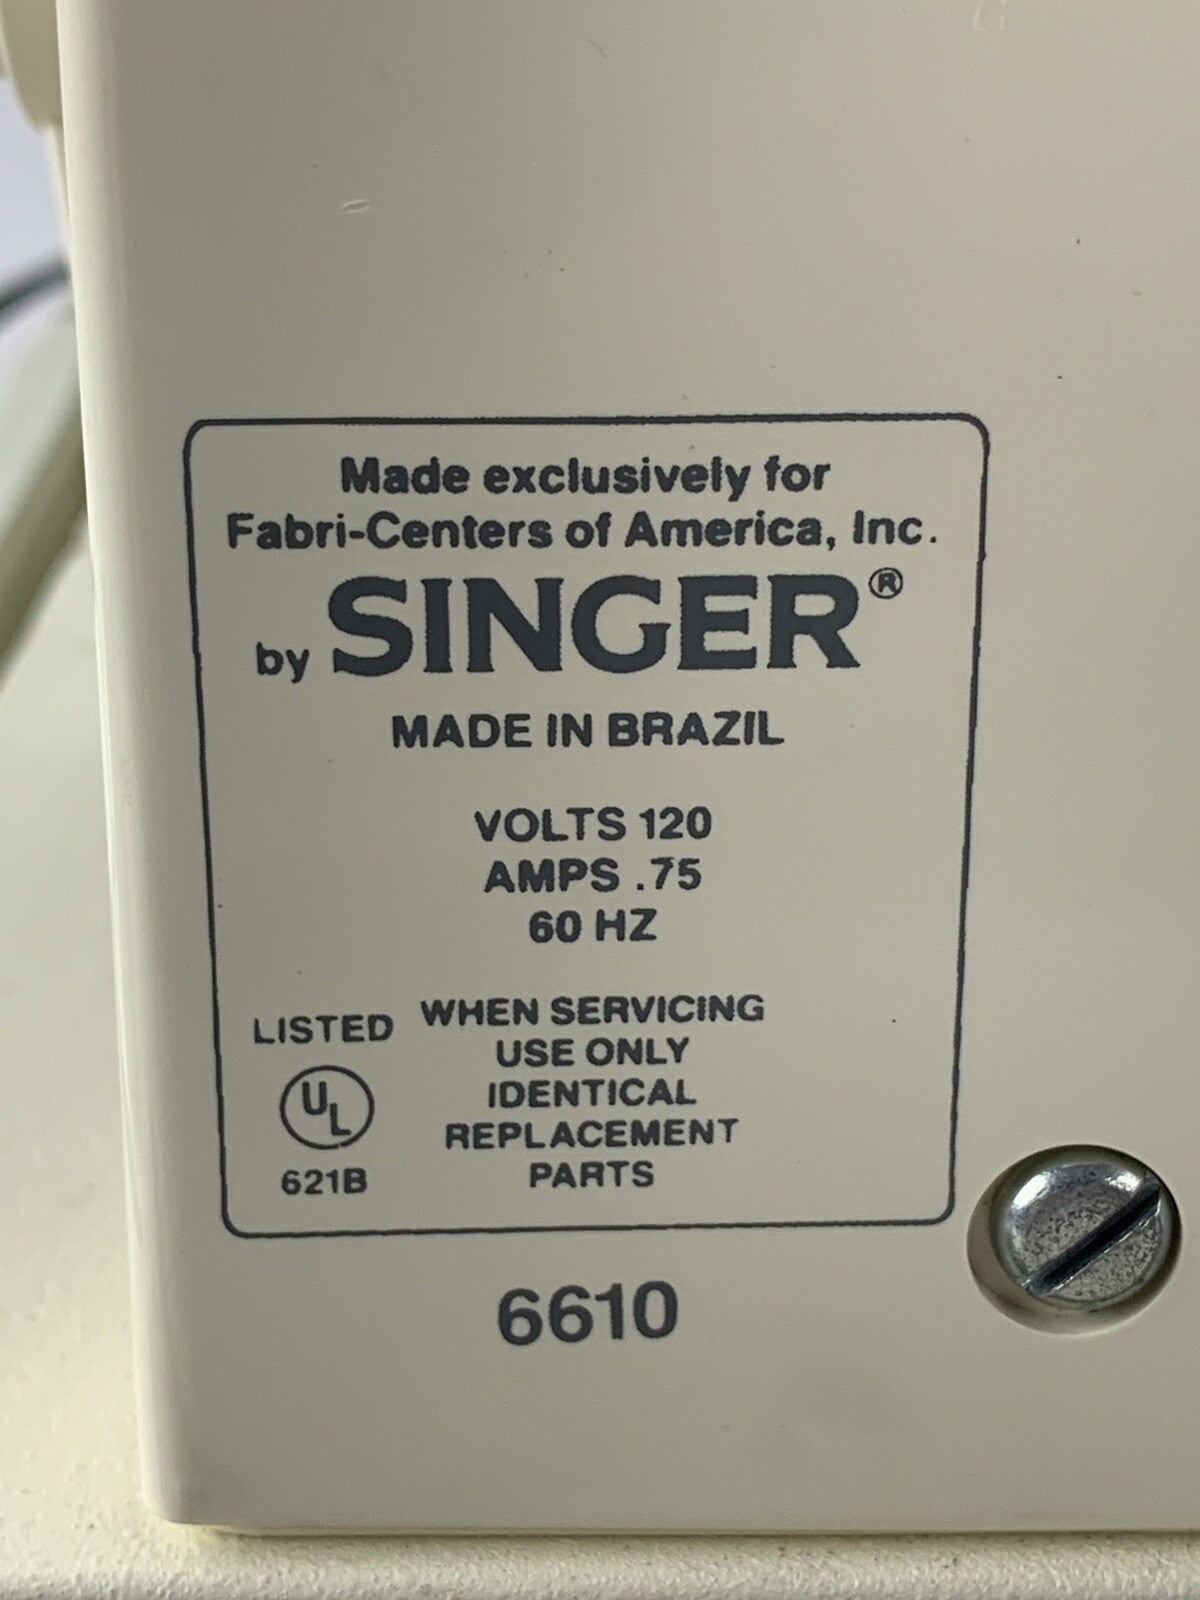 Made exclusively for
Fabri-Centers of America, Inc.
by SINGER®
MADE IN BRAZIL
VOLTS 120
AMPS .75
60 HZ
LISTED
UL
621B
WHEN SERVICING
USE ONLY
IDENTICAL
REPLACEMENT
PARTS
6610